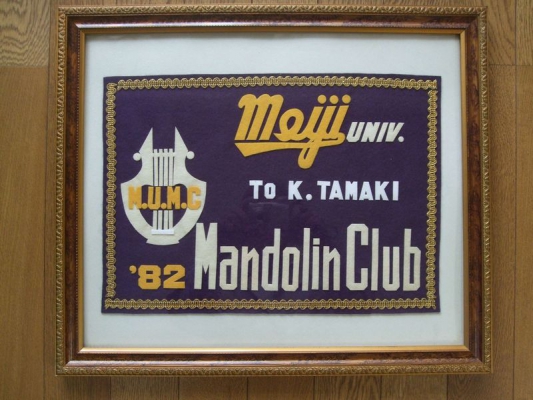 Meiji UNIV.
M.U.M.C
TO K. TAMAKI
'82 Mandolin Club